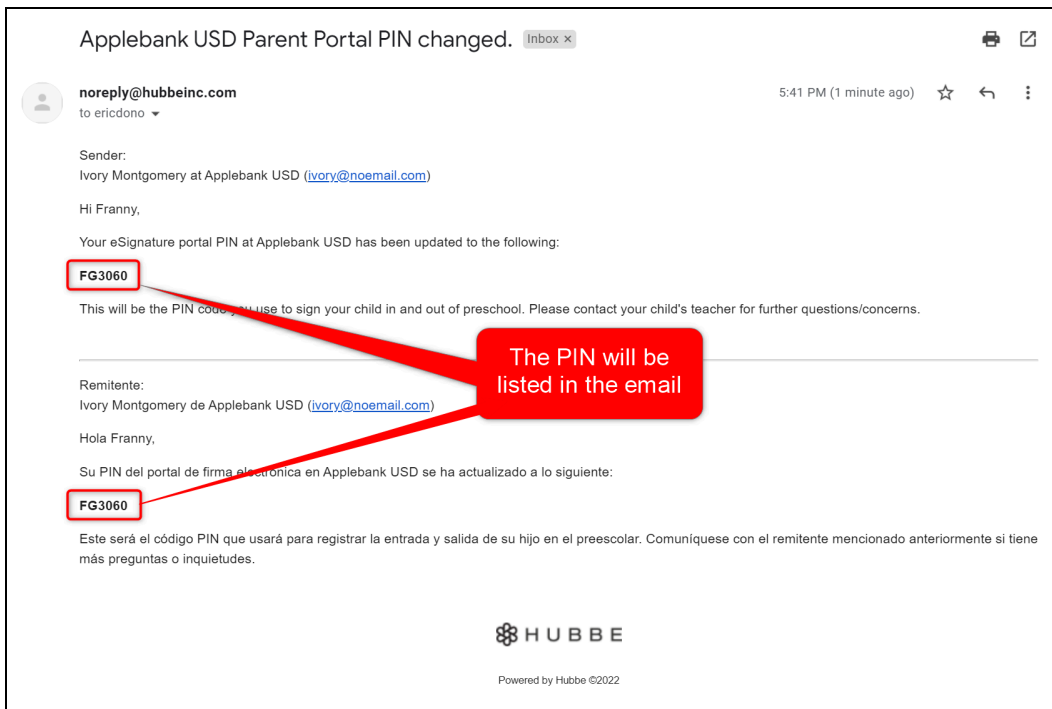 Applebank USD Parent Portal PIN changed. Inbox ×
noreply@hubbeinc.com 5:41 PM (1 minute ago)
to ericdono
Sender:
Ivory Montgomery at Applebank USD (ivory@noemail.com)
Hi Franny,
Your eSignature portal PIN at Applebank USD has been updated to the following:
FG3060
This will be the PIN code you use to sign your child in and out of preschool. Please contact your child's teacher for further questions/concerns.
The PIN will be
listed in the email
Remitente:
Ivory Montgomery de Applebank USD (ivory@noemail.com)
Hola Franny,
Su PIN del portal de firma electrónica en Applebank USD se ha actualizado a lo siguiente:
FG3060
Este será el código PIN que usará para registrar la entrada y salida de su hijo en el preescolar. Comuníquese con el remitente mencionado anteriormente si tiene
más preguntas o inquietudes.
HUBBE
Powered by Hubbe ©2022